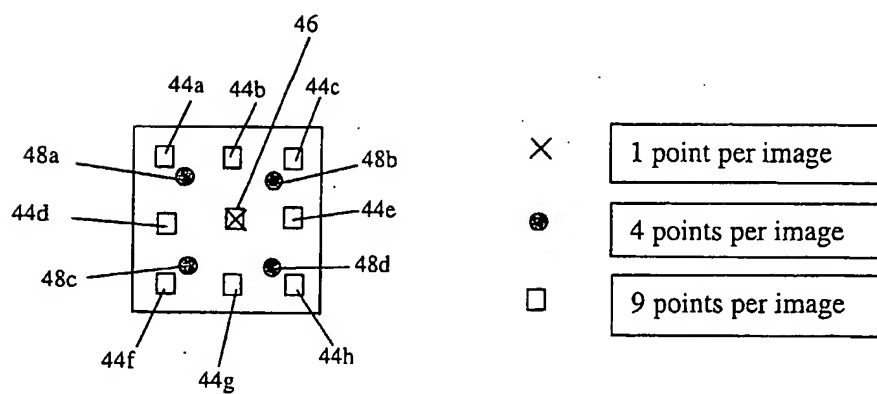 46
44a 44b 44c
48a 48b
44d 44e
48c 48d
44f 44g 44h
1 point per image
4 points per image
9 points per image